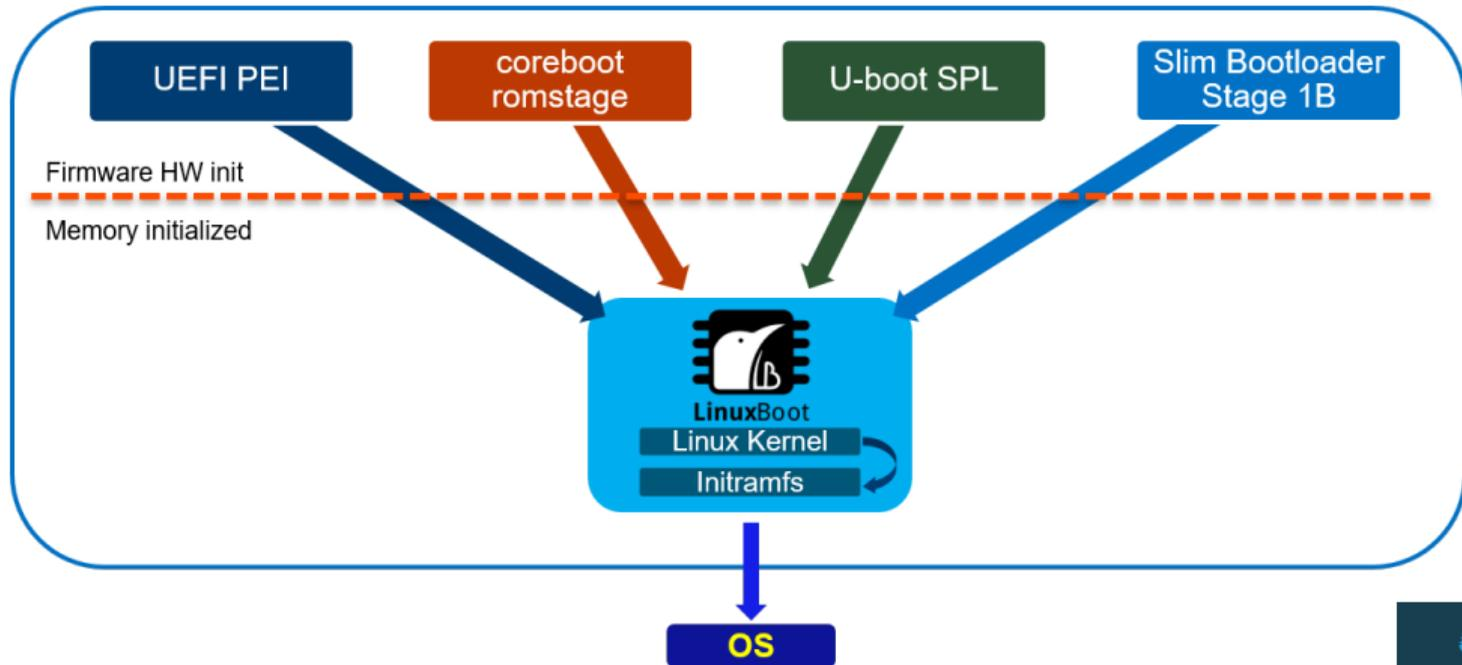 UEFI PEI
coreboot
romstage
U-boot SPL
Slim Bootloader
Stage 1B
Firmware HW init
Memory initialized
LB
LinuxBoot
Linux Kernel
Initramfs
OS